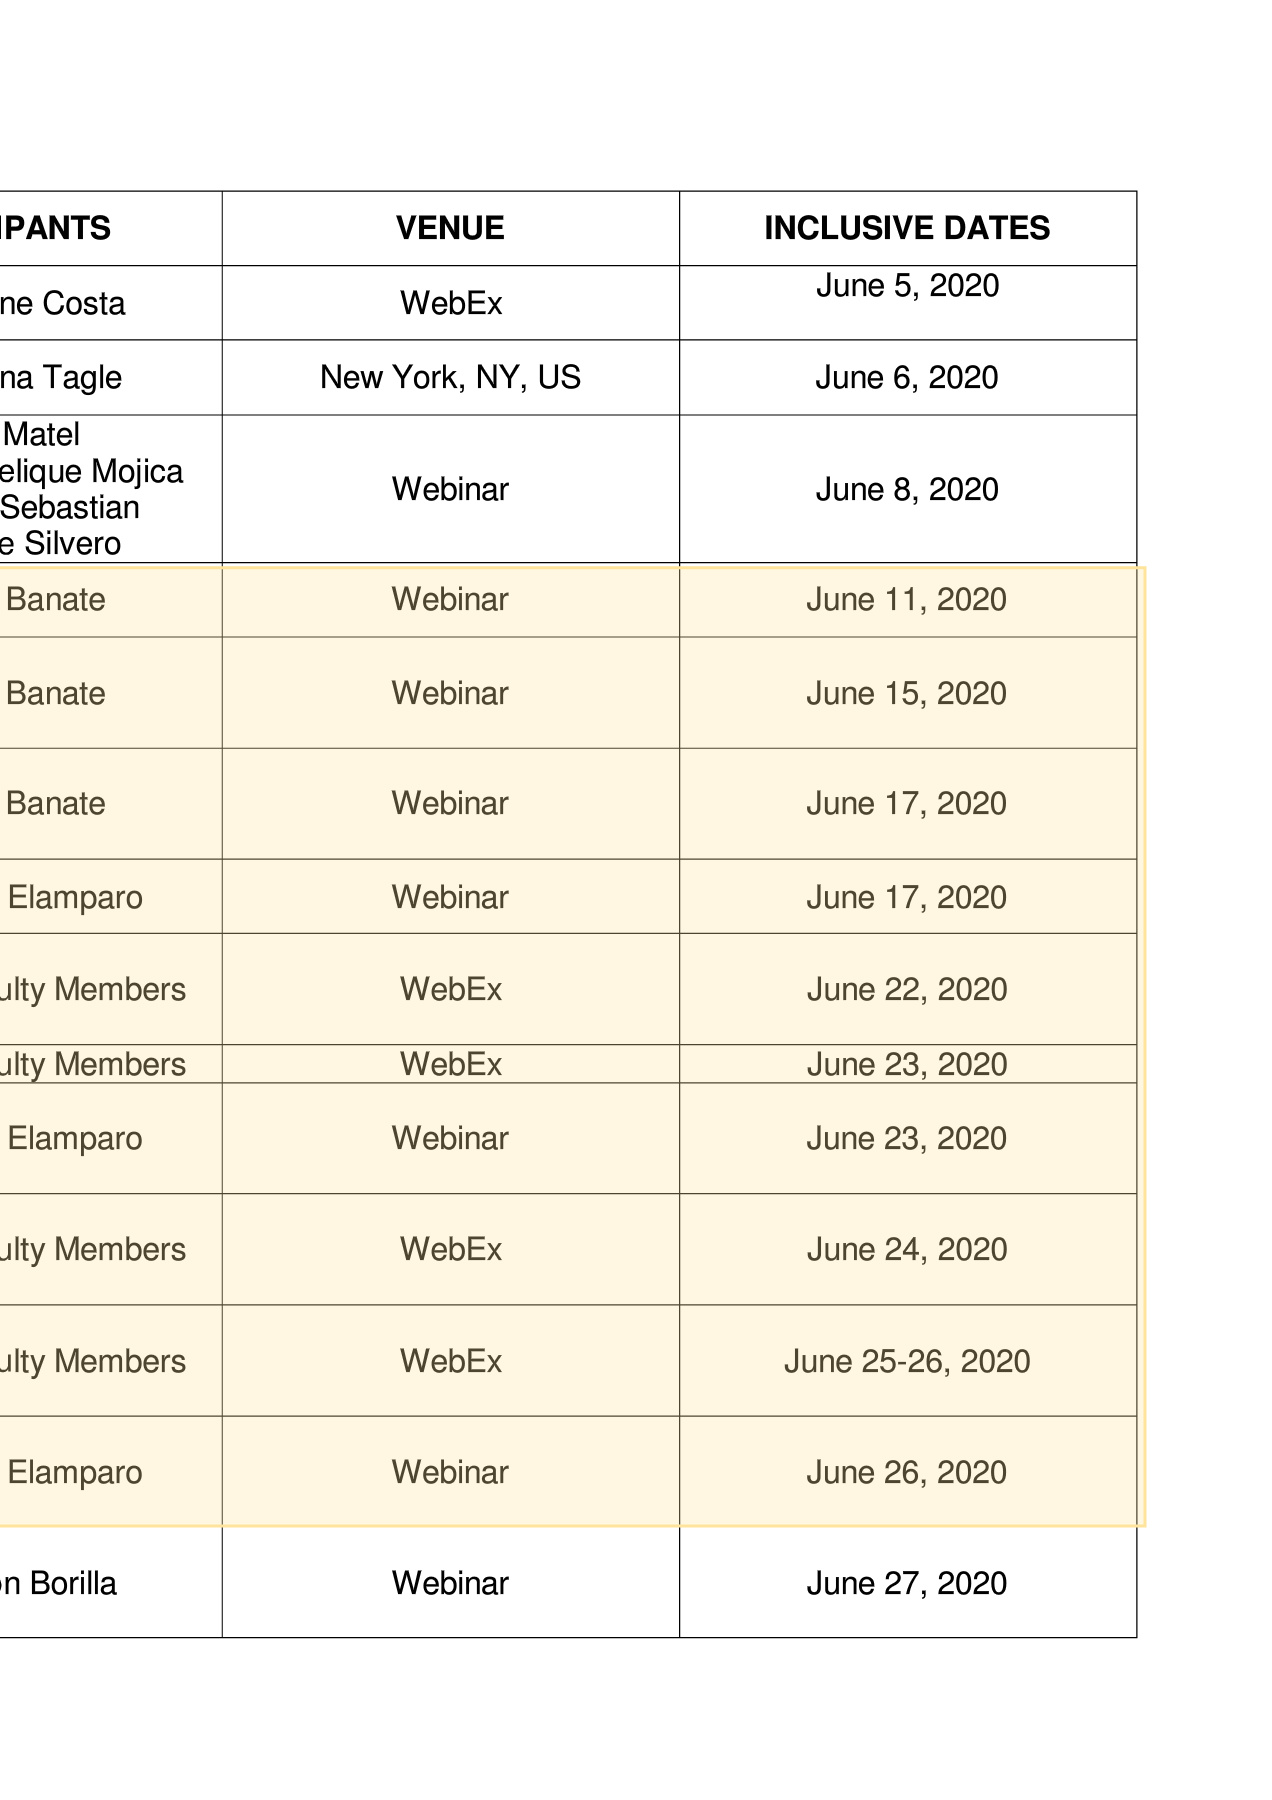 IPANTS VENUE INCLUSIVE DATES
ne Costa WebEx June 5, 2020
na Tagle New York, NY, US June 6, 2020
Matel
elique Mojica
Sebastian
e Silvero
Webinar June 8, 2020
Banate Webinar June 11, 2020
Banate Webinar June 15, 2020
Banate Webinar June 17, 2020
Elamparo Webinar June 17, 2020
ulty Members WebEx June 22, 2020
ulty Members WebEx June 23, 2020
Elamparo Webinar June 23, 2020
ulty Members WebEx June 24, 2020
ulty Members WebEx June 25-26, 2020
Elamparo Webinar June 26, 2020
on Borilla Webinar June 27, 2020